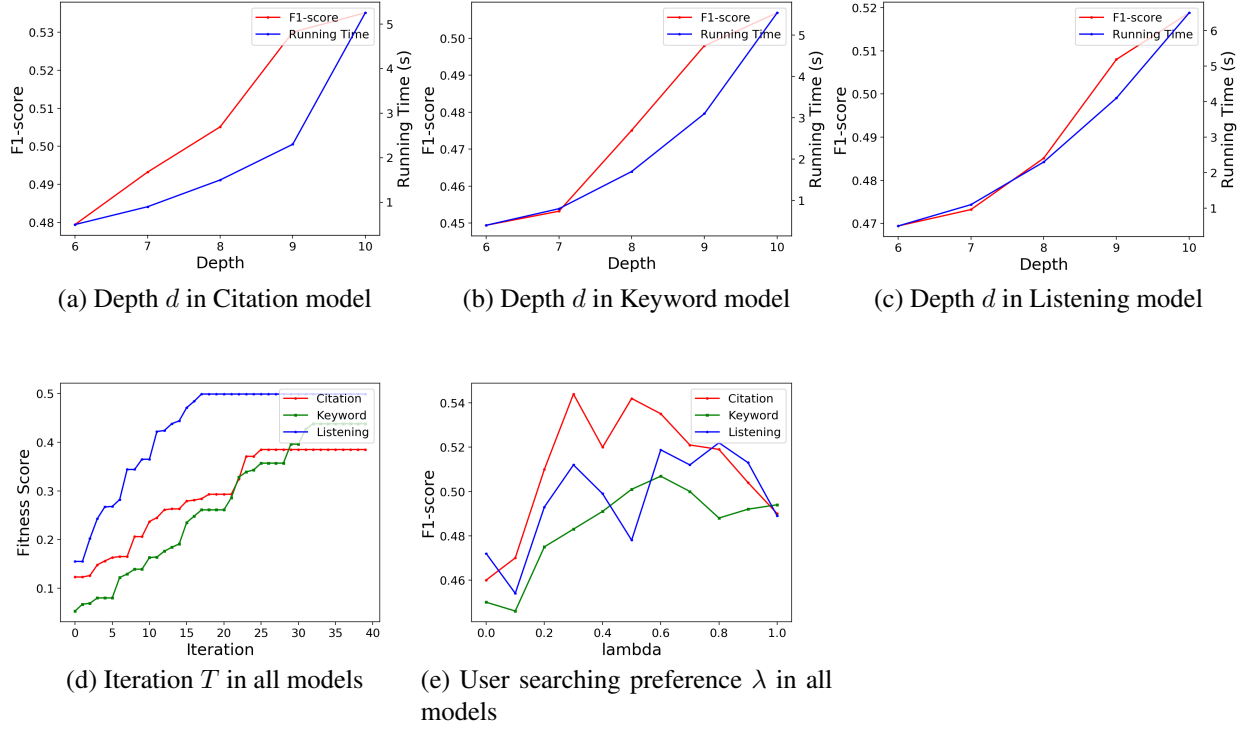 0.53
0.52
0.51
0.50
0.49
0.48
F1-score
6 7 8 9 10
Depth
5
4
3
2
1
Running Time (s)
F1-score
Running Time
(a) Depth d in Citation model
0.50
0.49
0.48
0.47
0.46
0.45
F1-score
6 7 8 9 10
Depth
5
4
3
2
1
Running Time (s)
F1-score
Running Time
(b) Depth d in Keyword model
0.52
0.51
0.50
0.49
0.48
0.47
F1-score
6 7 8 9 10
Depth
6
5
4
3
2
1
Running Time (s)
F1-score
Running Time
(c) Depth d in Listening model
0.5
0.4
0.3
0.2
0.1
Fitness Score
0 5 10 15 20 25 30 35 40
Iteration
Citation
Keyword
Listening
(d) Iteration T in all models
0.54
0.52
0.50
0.48
0.46
F1-score
0.0 0.2 0.4 0.6 0.8 1.0
lambda
Citation
Keyword
Listening
(e) User searching preference λ in all
models